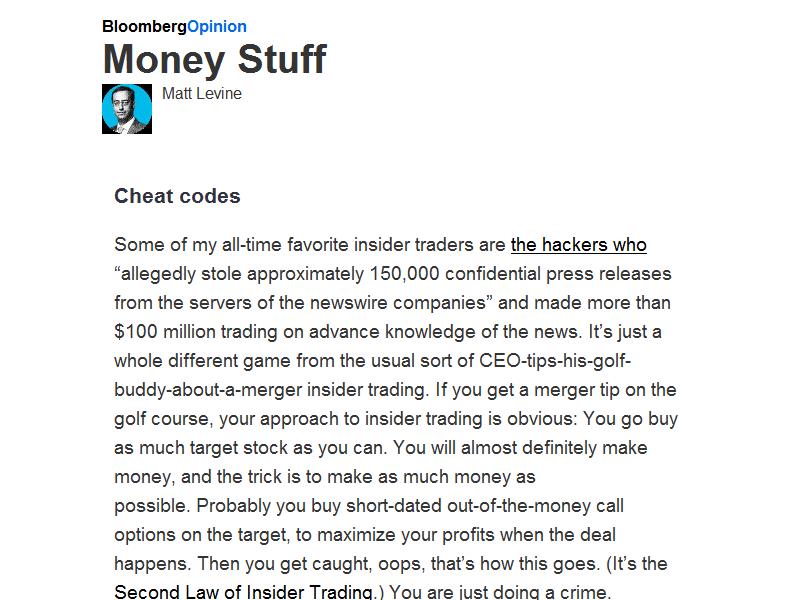 BloombergOpinion
Money Stuff
Matt Levine
Cheat codes
Some of my all-time favorite insider traders are the hackers who
“allegedly stole approximately 150,000 confidential press releases
from the servers of the newswire companies” and made more than
$100 million trading on advance knowledge of the news. It’s just a
whole different game from the usual sort of CEO-tips-his-golf-
buddy-about-a-merger insider trading. If you get a merger tip on the
golf course, your approach to insider trading is obvious: You go buy
as much target stock as you can. You will almost definitely make
money, and the trick is to make as much money as
possible. Probably you buy short-dated out-of-the-money call
options on the target, to maximize your profits when the deal
happens. Then you get caught, oops, that’s how this goes. (It’s the
Second Law of Insider Trading.) You are just doing a crime.